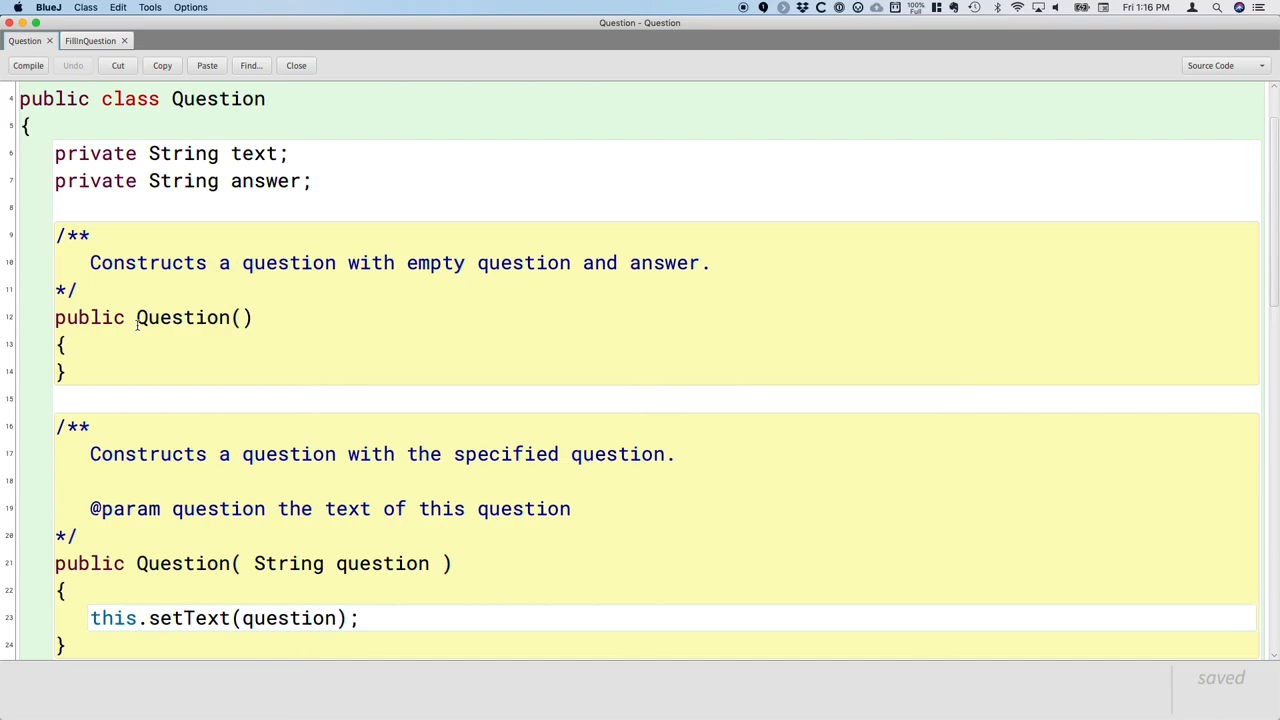 BlueJ Class Edit Tools Options 100% Full Fri 1:16 PM
Question - Question
Question × FillInQuestion ×
Compile Undo Cut Copy Paste Find... Close Source Code
4 public class Question
5 {
6 private String text;
7 private String answer;
8
9 /**
10 Constructs a question with empty question and answer.
11 */
12 public Question()
13 {
14 }
15
16 /**
17 Constructs a question with the specified question.
18
19 @param question the text of this question
20 */
21 public Question( String question )
22 {
23 this.setText(question);
24 }
saved